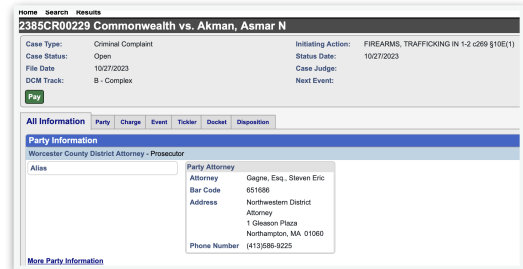 Home Search Results
2385CR00229 Commonwealth vs. Akman, Asmar N
Case Type: Criminal Complaint Initiating Action: FIREARMS, TRAFFICKING IN 1-2 c269 §10E(1)
Case Status: Open Status Date: 10/27/2023
File Date 10/27/2023 Case Judge:
DCM Track: B - Complex Next Event:
Pay
All Information Party Charge Event Tickler Docket Disposition
Party Information
Worcester County District Attorney - Prosecutor
Alias Party Attorney
Attorney Gagne, Esq., Steven Eric
Bar Code 651686
Address Northwestern District
Attorney
1 Gleason Plaza
Northampton, MA 01060
Phone Number (413)586-9225
More Party Information